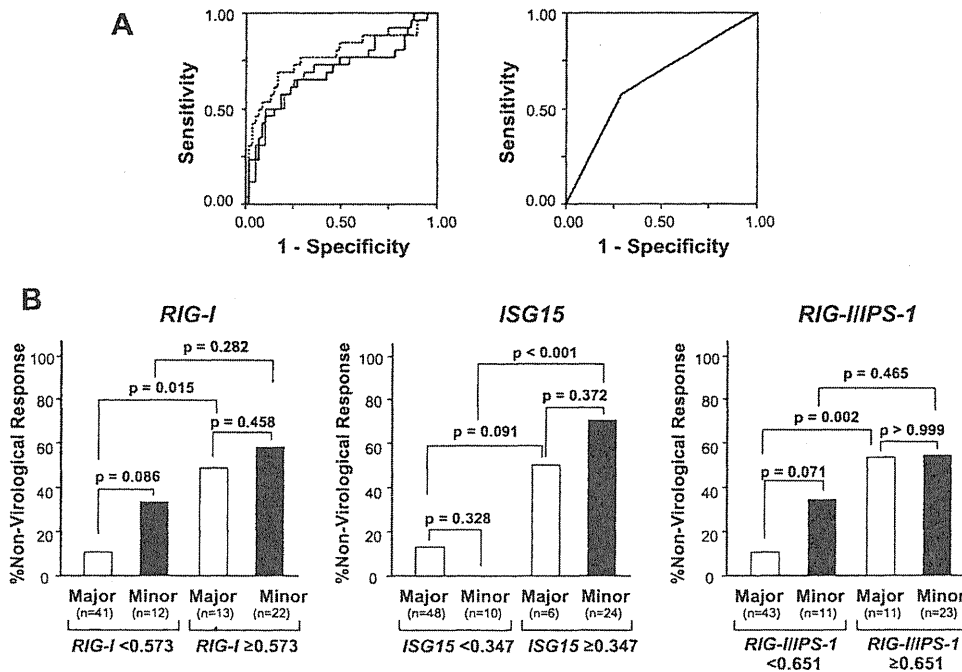 A
Sensitivity
1.00
0.50
0.00
0.00 0.50 1.00
1 - Specificity
Sensitivity
1.00
0.50
0.00
0.00 0.50 1.00
1 - Specificity
B
RIG-I
%Non-Virological Response
100
80
60
40
20
0
p = 0.282
p = 0.015
p = 0.458
p = 0.086
Major Minor Major Minor
(n=41) (n=12) (n=13) (n=22)
RIG-I <0.573 RIG-I ≥0.573
ISG15
%Non-Virological Response
100
80
60
40
20
0
p < 0.001
p = 0.372
p = 0.091
p = 0.328
Major Minor Major Minor
(n=48) (n=10) (n=6) (n=24)
ISG15 <0.347 ISG15 ≥0.347
RIG-I/IPS-1
%Non-Virological Response
100
80
60
40
20
0
p = 0.465
p = 0.002
p > 0.999
p = 0.071
Major Minor Major Minor
(n=43) (n=11) (n=11) (n=23)
RIG-I/IPS-1 RIG-I/IPS-1
<0.651 ≥0.651